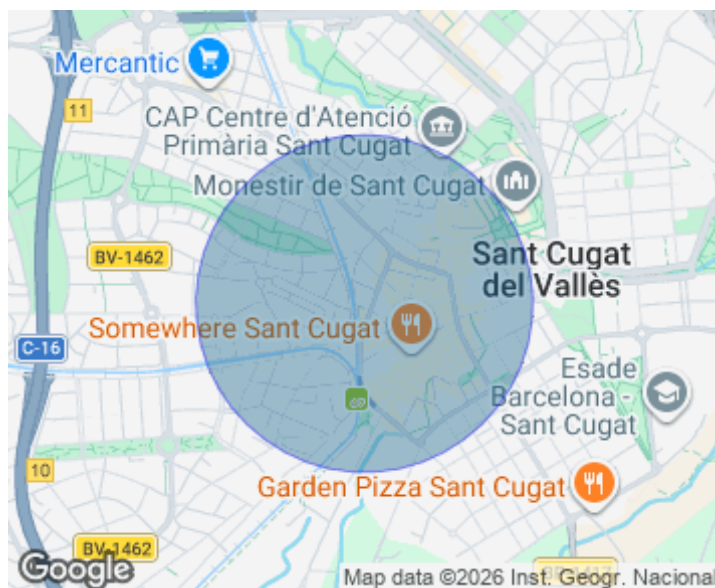 Mercantic
11
CAP Centre d'Atenció
Primària Sant Cugat
Monestir de Sant Cugat
BV-1462
Sant Cugat
del Vallès
Somewhere Sant Cugat
C-16
Esade
Barcelona -
Sant Cugat
10
Garden Pizza Sant Cugat
BV-1462
Google
Map data ©2026 Inst. Geogr. Nacional